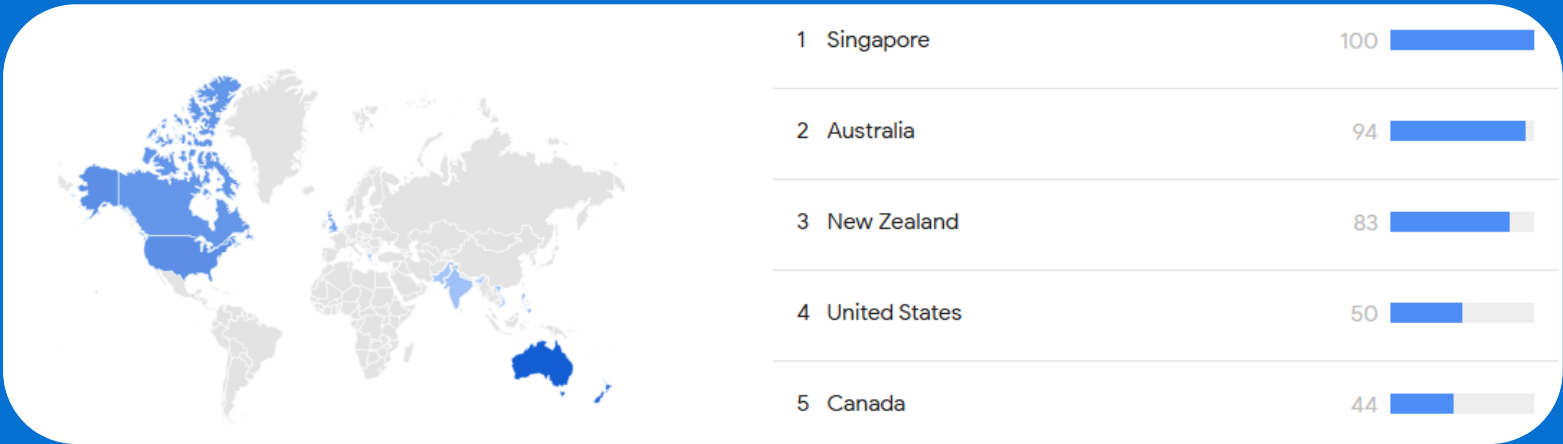 1 Singapore 100
2 Australia 94
3 New Zealand 83
4 United States 50
5 Canada 44